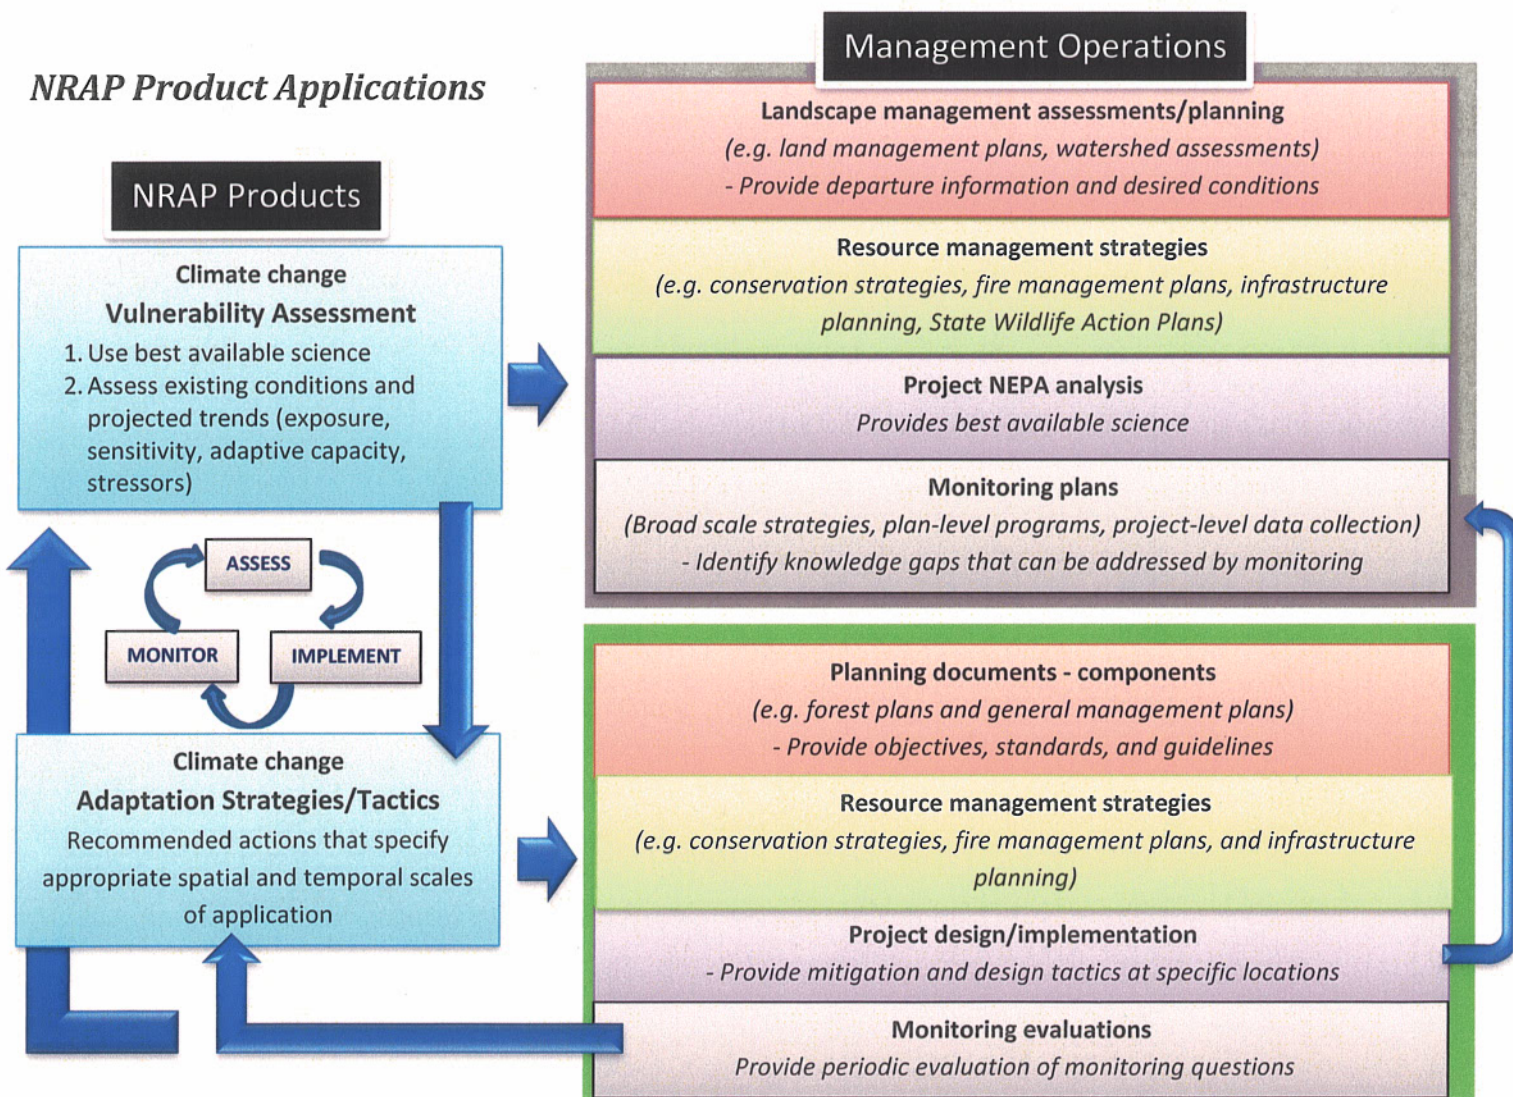 NRAP Product Applications
NRAP Products
Climate change
Vulnerability Assessment
1. Use best available science
2. Assess existing conditions and
projected trends (exposure,
sensitivity, adaptive capacity,
stressors)
ASSESS
MONITOR
IMPLEMENT
Climate change
Adaptation Strategies/Tactics
Recommended actions that specify
appropriate spatial and temporal scales
of application
Management Operations
Landscape management assessments/planning
(e.g. land management plans, watershed assessments)
- Provide departure information and desired conditions
Resource management strategies
(e.g. conservation strategies, fire management plans, infrastructure
planning, State Wildlife Action Plans)
Project NEPA analysis
Provides best available science
Monitoring plans
(Broad scale strategies, plan-level programs, project-level data collection)
- Identify knowledge gaps that can be addressed by monitoring
Planning documents - components
(e.g. forest plans and general management plans)
- Provide objectives, standards, and guidelines
Resource management strategies
(e.g. conservation strategies, fire management plans, and infrastructure
planning)
Project design/implementation
- Provide mitigation and design tactics at specific locations
Monitoring evaluations
Provide periodic evaluation of monitoring questions